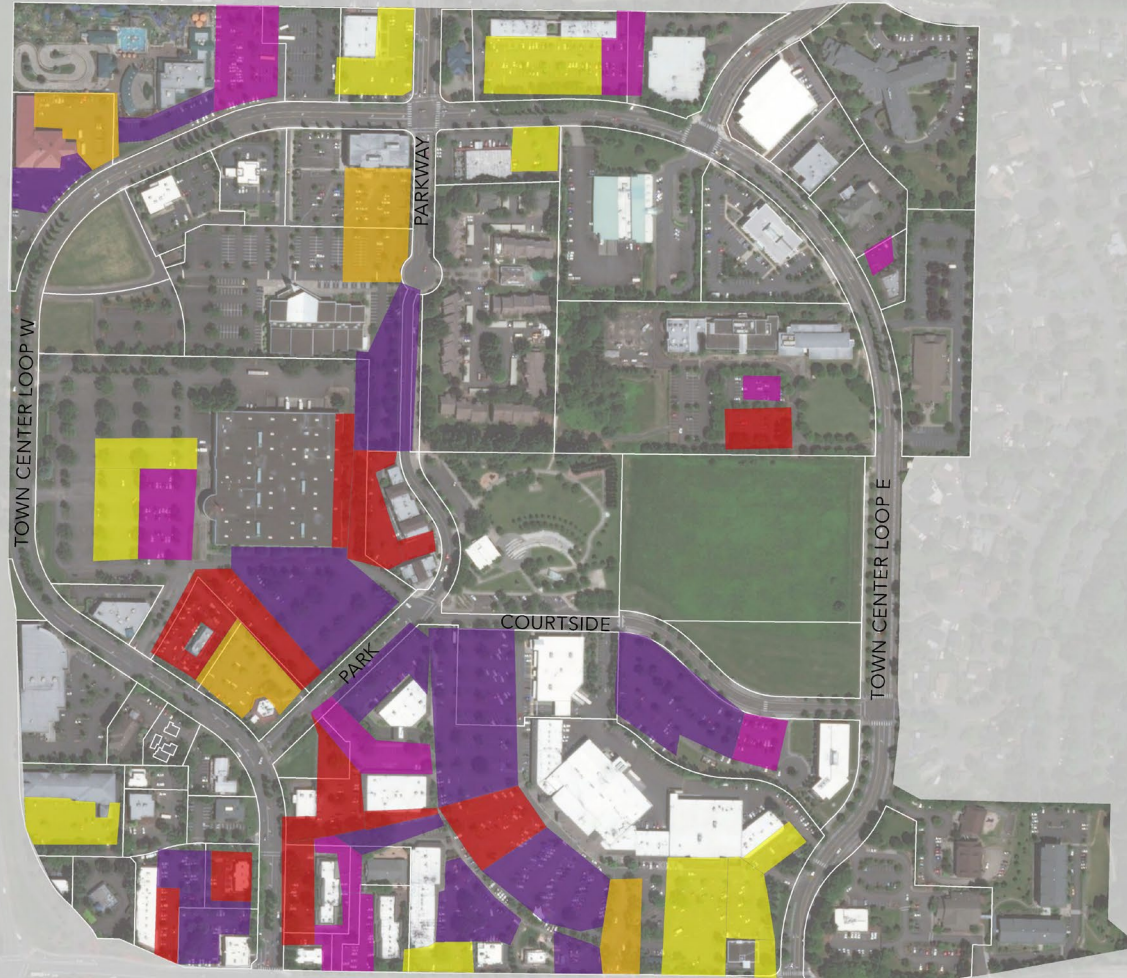 PARKWAY
TOWN CENTER LOOP W
TOWN CENTER LOOP E
COURTSIDE
PARK